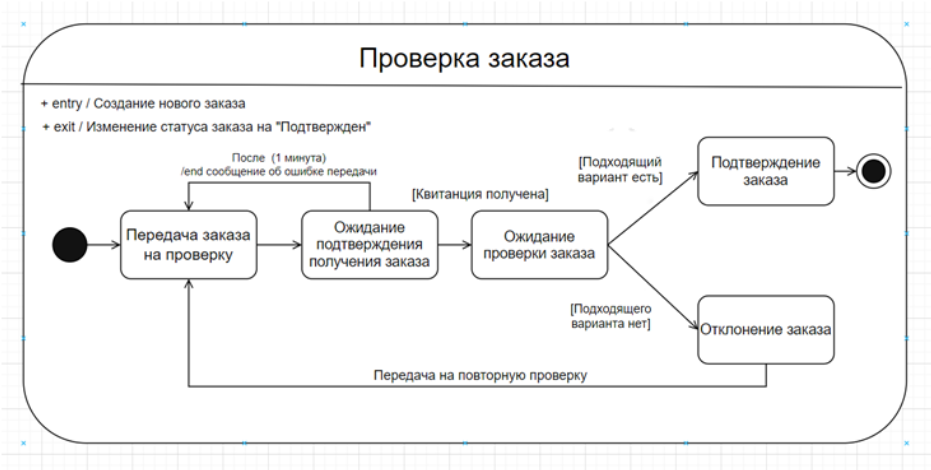 Проверка заказа
+ entry / Создание нового заказа
+ exit / Изменение статуса заказа на "Подтвержден"
После (1 минута)
/end сообщение об ошибке передачи
[Квитанция получена]
[Подходящий
вариант есть]
Подтверждение
заказа
Передача заказа
на проверку
Ожидание
подтверждения
получения заказа
Ожидание
проверки заказа
[Подходящего
варианта нет]
Отклонение заказа
Передача на повторную проверку